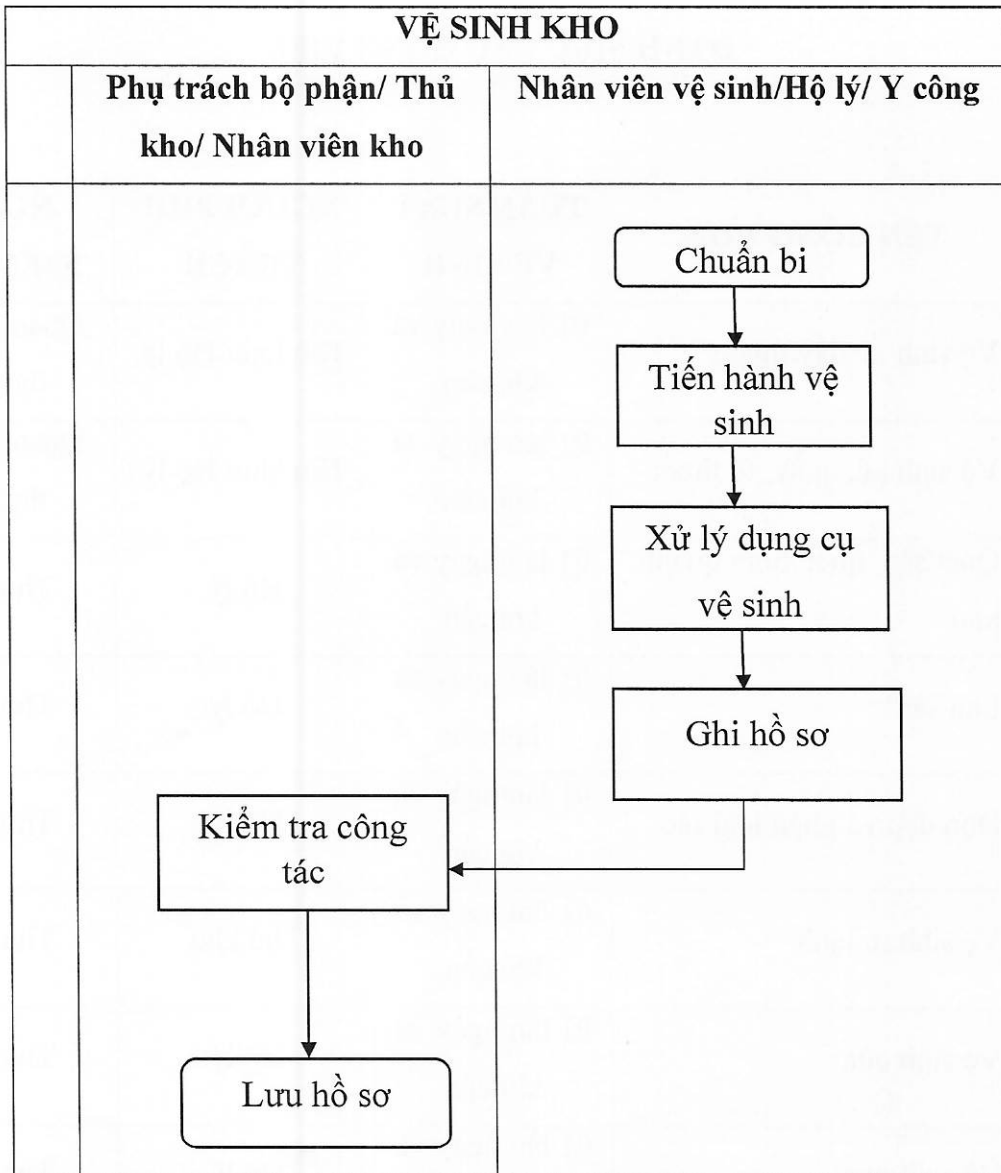 VỆ SINH KHO
Phụ trách bộ phận/ Thủ
kho/ Nhân viên kho
Nhân viên vệ sinh/Hộ lý/ Y công
Chuẩn bi
Tiến hành vệ
sinh
Xử lý dụng cụ
vệ sinh
Ghi hồ sơ
Kiểm tra công
tác
Lưu hồ sơ